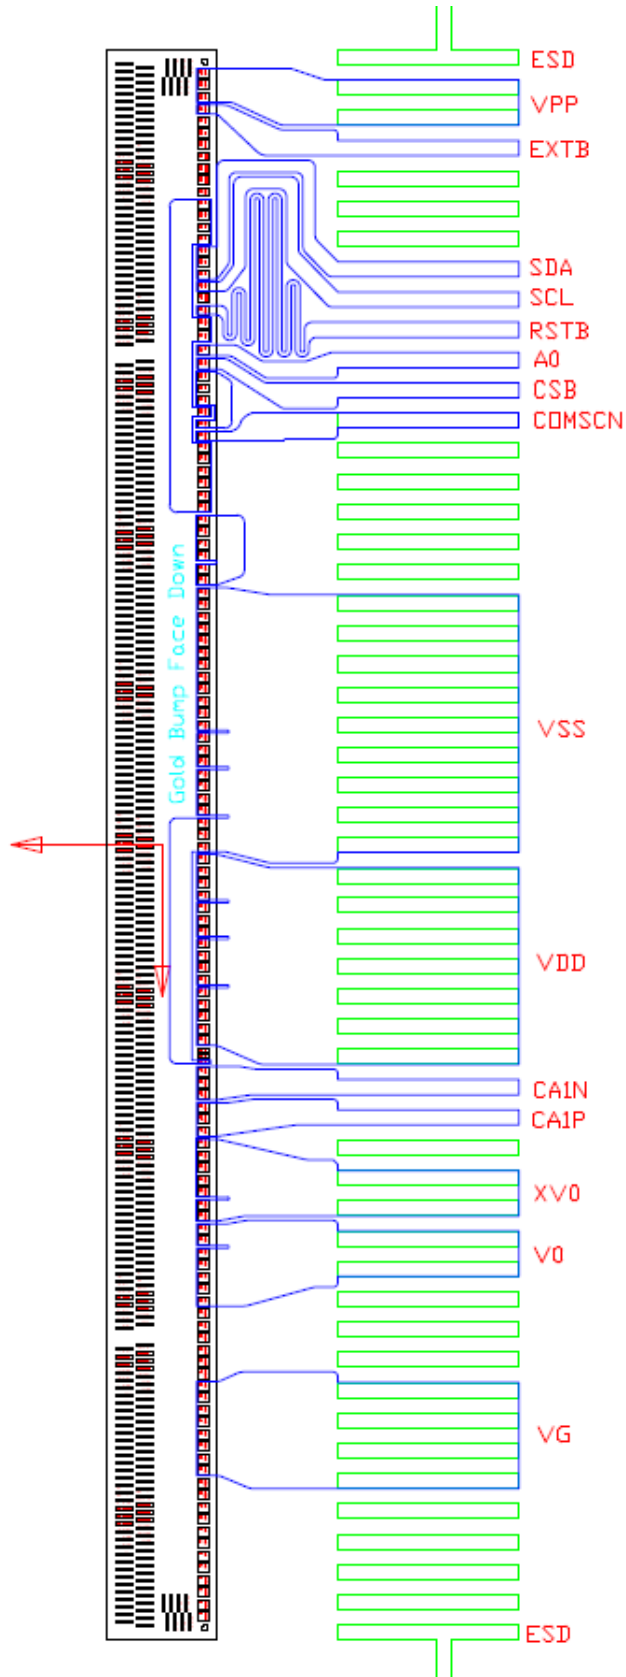 ESD
VPP
EXTB
SDA
SCL
RSTB
A0
CSB
COMSCN
Gold Bump Face Down
VSS
VDD
CA1N
CA1P
XV0
V0
VG
ESD